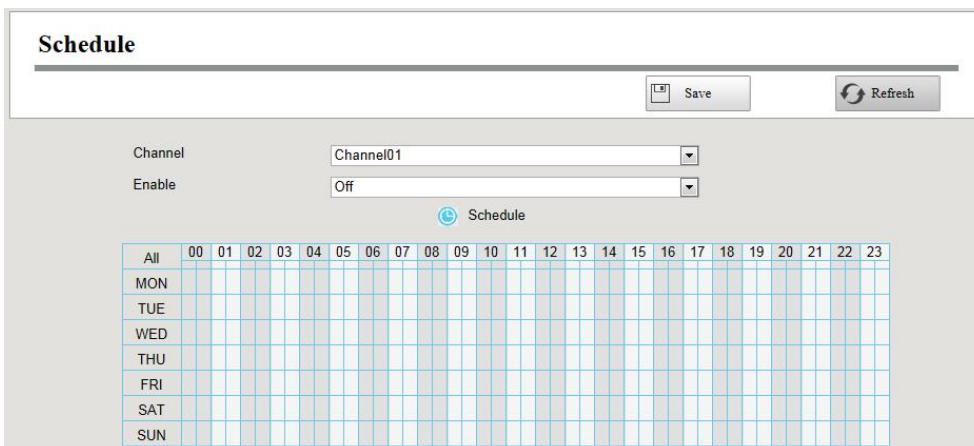 Schedule
Save Refresh
Channel Channel01
Enable Off
Schedule
All 00 01 02 03 04 05 06 07 08 09 10 11 12 13 14 15 16 17 18 19 20 21 22 23
MON
TUE
WED
THU
FRI
SAT
SUN